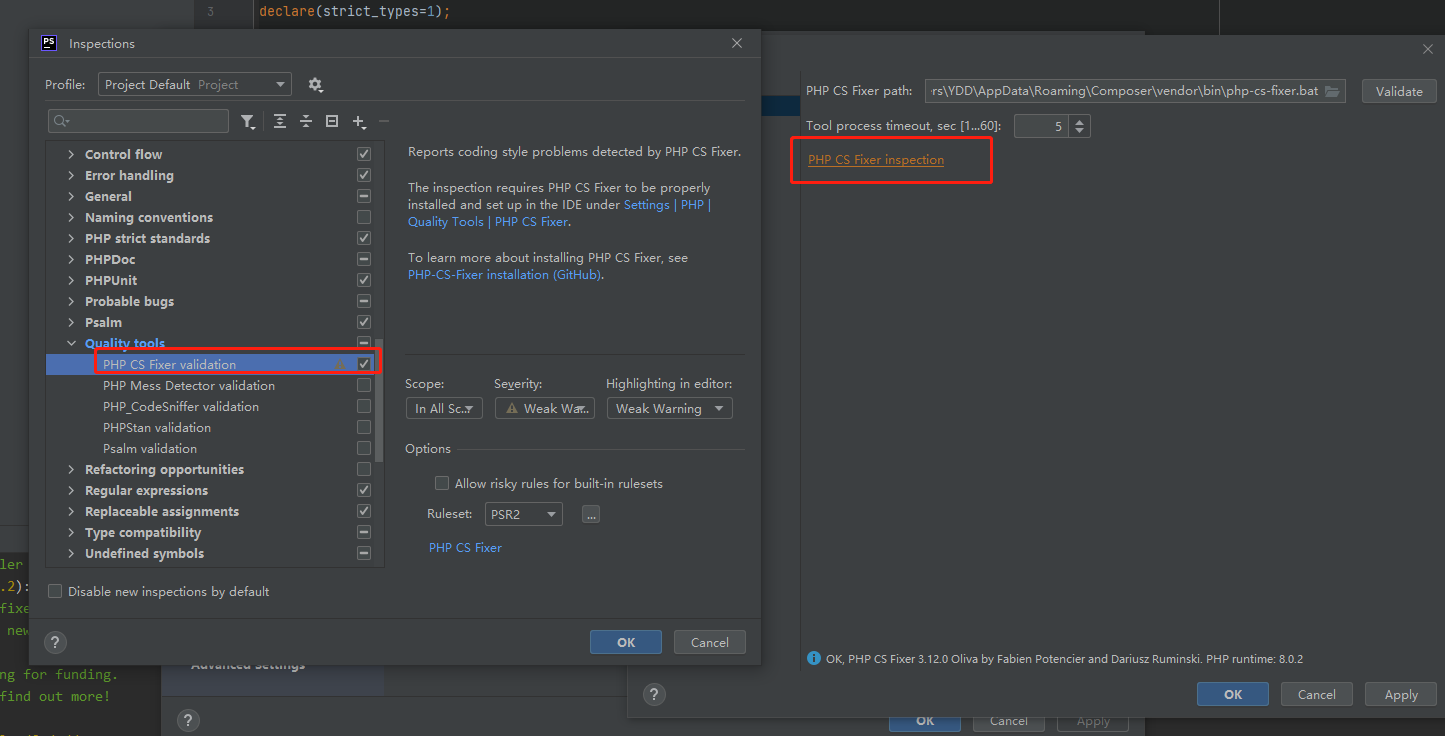 3
declare(strict_types=1);
PS
Inspections
Profile:
Project Default Project
Control flow
Error handling
General
Naming conventions
PHP strict standards
PHPDoc
PHPUnit
Probable bugs
Psalm
Quality tools
PHP CS Fixer validation
PHP Mess Detector validation
PHP_CodeSniffer validation
PHPStan validation
Psalm validation
Refactoring opportunities
Regular expressions
Replaceable assignments
Type compatibility
Undefined symbols
Disable new inspections by default
Reports coding style problems detected by PHP CS Fixer.
The inspection requires PHP CS Fixer to be properly
installed and set up in the IDE under Settings | PHP |
Quality Tools | PHP CS Fixer.
To learn more about installing PHP CS Fixer, see
PHP-CS-Fixer installation (GitHub).
Scope:
Severity:
Highlighting in editor:
In All Sc..
Weak Wa..
Weak Warning
Options
Allow risky rules for built-in rulesets
Ruleset:
PSR2
...
PHP CS Fixer
?
OK
Cancel
PHP CS Fixer path:
rs\YDD\AppData\Roaming\Composer\vendor\bin\php-cs-fixer.bat
Validate
Tool process timeout, sec [1...60]:
5
PHP CS Fixer inspection
OK, PHP CS Fixer 3.12.0 Oliva by Fabien Potencier and Dariusz Ruminski. PHP runtime: 8.0.2
?
OK
Cancel
Apply
ler
.2):
fixe
new
ng for funding.
find out more!
Advanced Settings
?
OK
Cancel
Apply